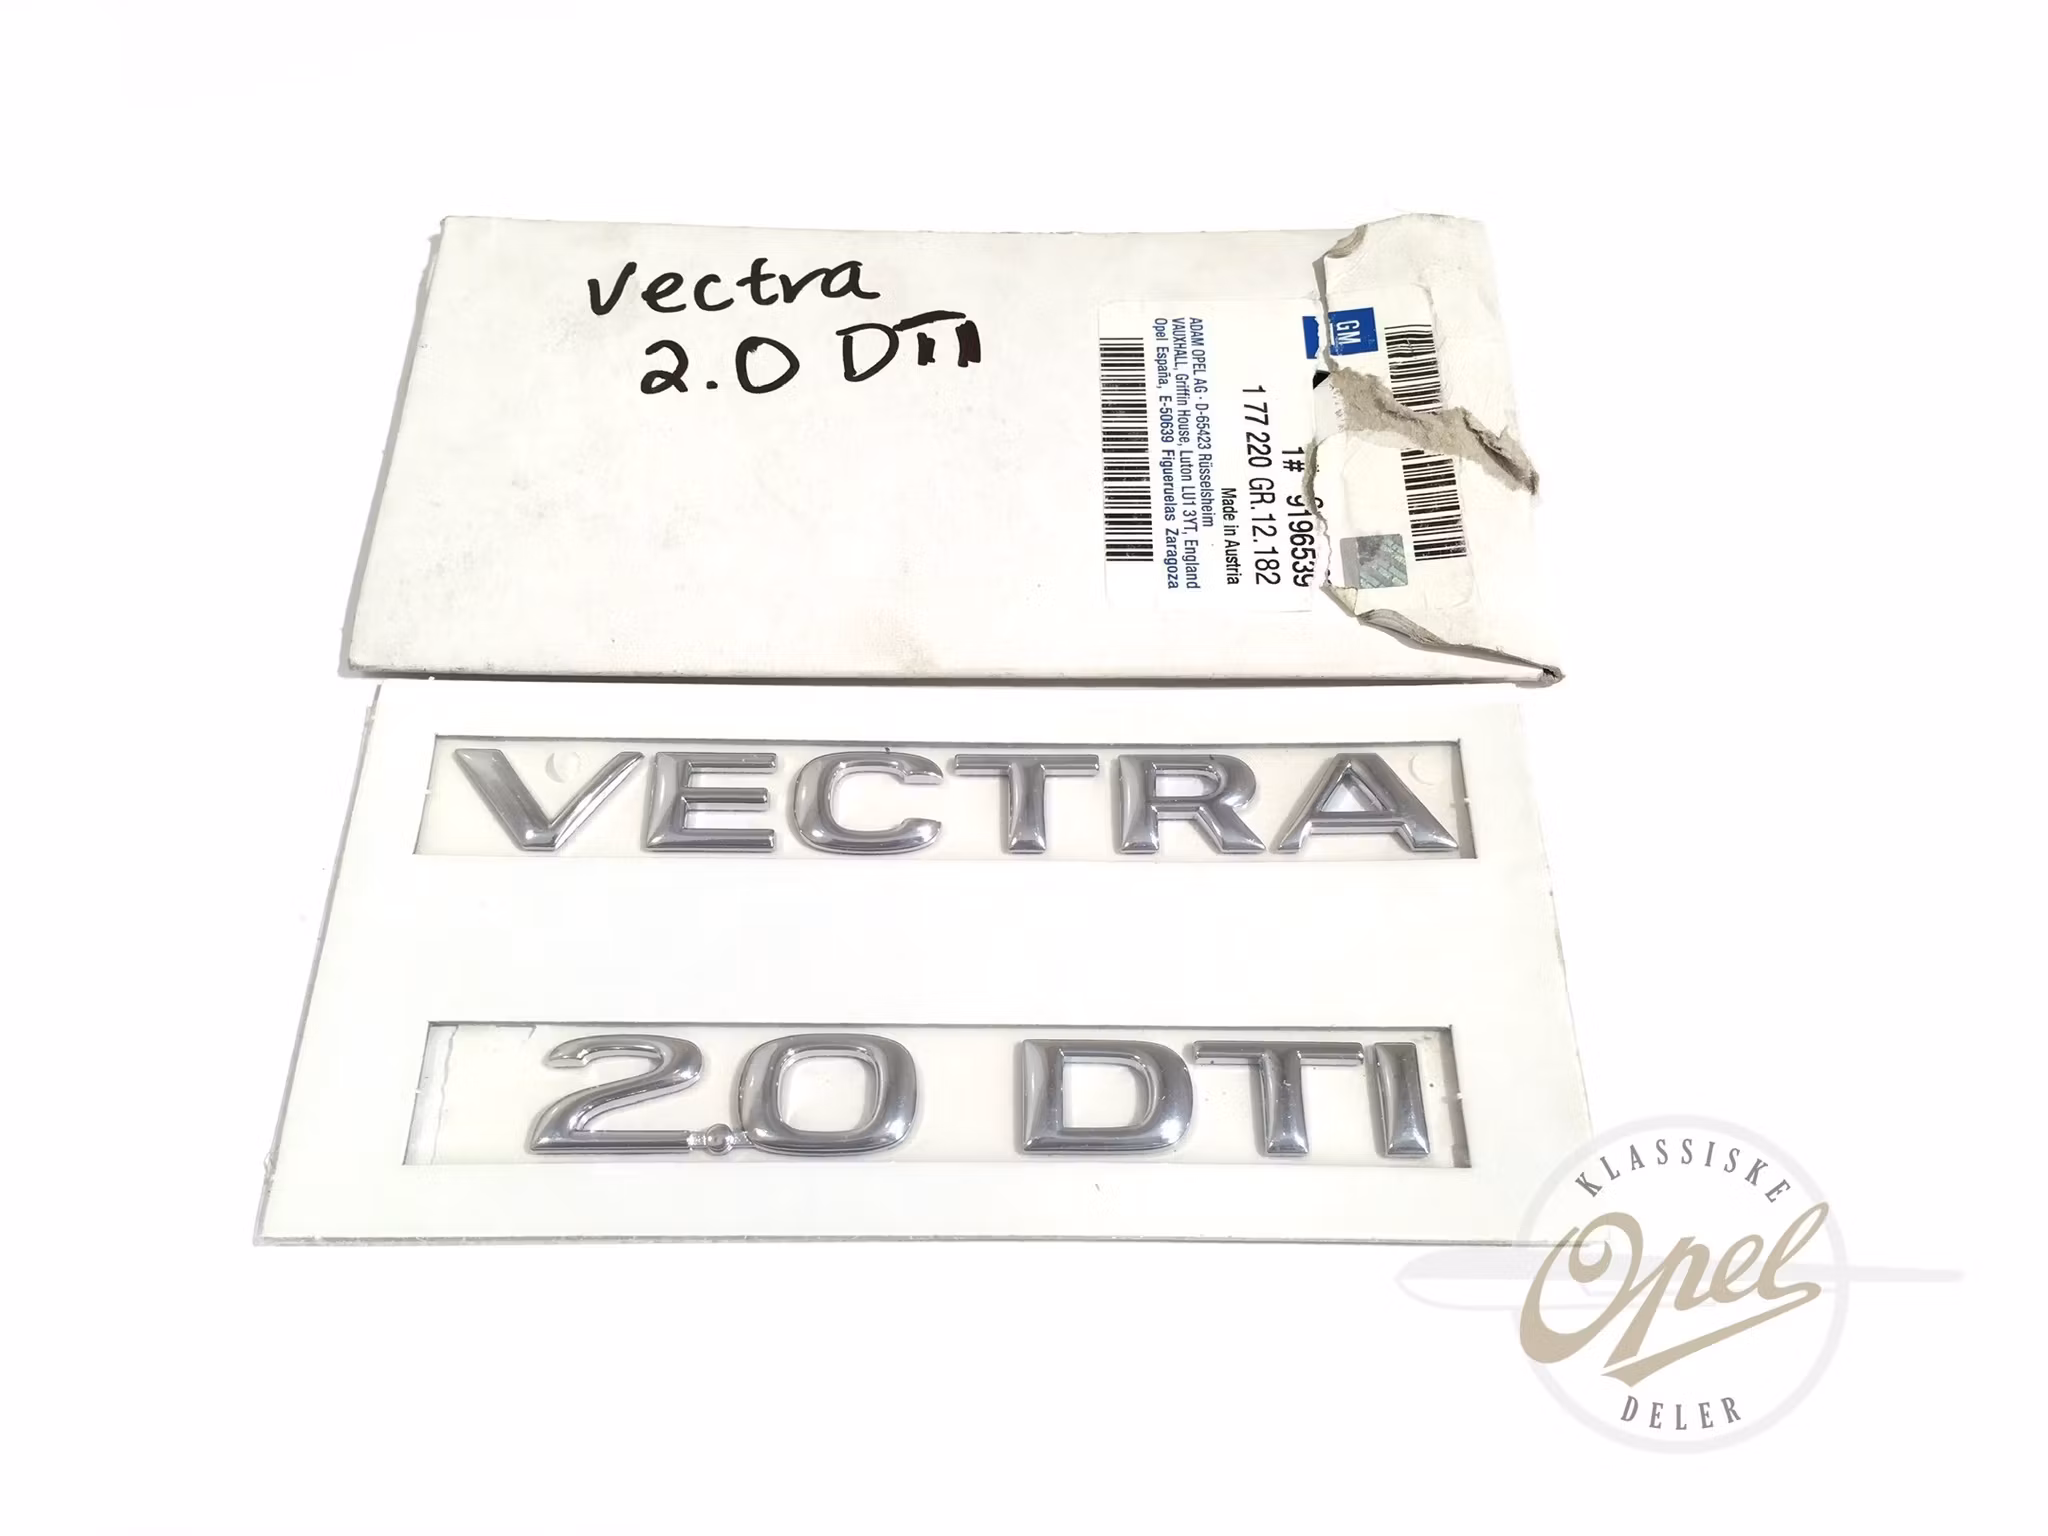 Vectra
2.0 DTI
GM
1# 9196539
1 77 220 GR.12.182
Made in Austria
ADAM OPEL AG · D-65423 Rüsselsheim
VAUXHALL, Griffin House, Luton LU1 3YT, England
Opel España, E-50639 Figueruelas Zaragoza
VECTRA
2.0 DTI
KLASSISKE
Opel
DELER